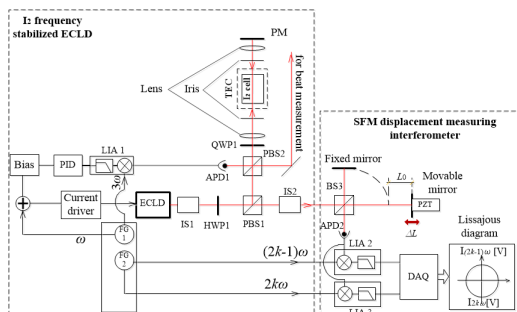 I2 frequency
stabilized ECLD
PM
Lens
Iris
TEC
I2 cell
for beat measurement
QWP1
PBS2
APD1
LIA 1
Bias
PID
3ω
Current
driver
ECLD
IS1
HWP1
PBS1
IS2
ω
FG
1
FG
2
(2k-1)ω
2kω
SFM displacement measuring
interferometer
Fixed mirror
L0
Movable
mirror
BS3
PZT
ΔL
APD2
LIA 2
DAQ
Lissajous
diagram
I(2k-1)ω [V]
I2kω[V]